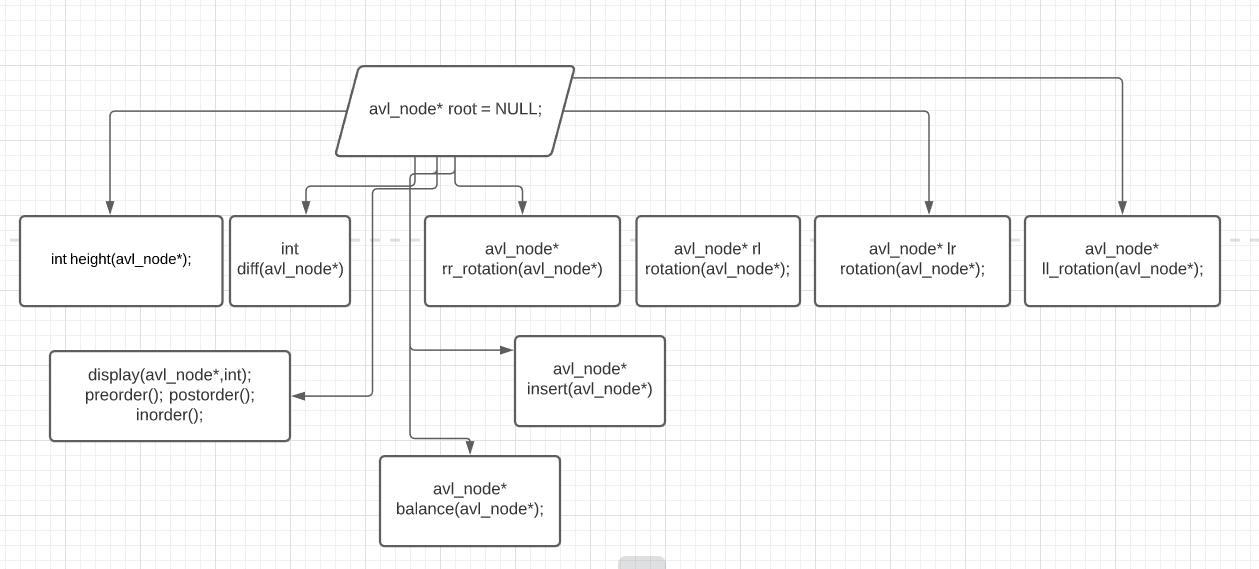 avl_node* root = NULL;
int height(avl_node*);
int
diff(avl_node*)
avl_node*
rr_rotation(avl_node*)
avl_node* rl
rotation(avl_node*);
avl_node* lr
rotation(avl_node*);
avl_node*
ll_rotation(avl_node*);
display(avl_node*,int);
preorder(); postorder();
inorder();
avl_node*
insert(avl_node*)
avl_node*
balance(avl_node*);